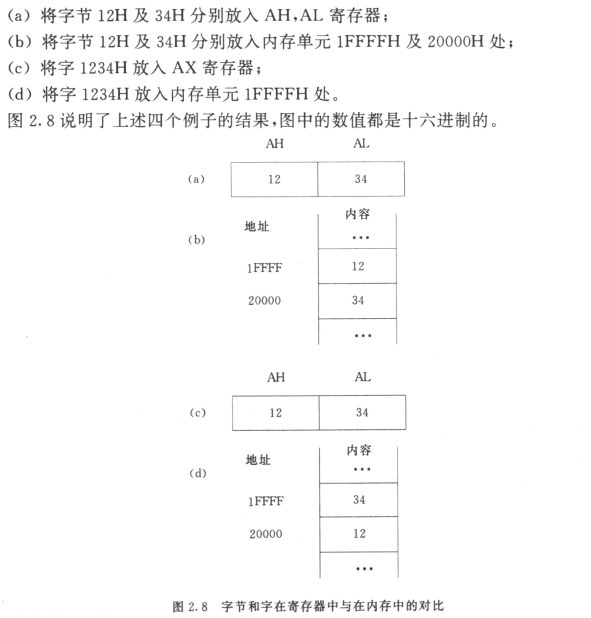 (a) 将字节 12H 及 34H 分别放入 AH,AL 寄存器；
(b) 将字节 12H 及 34H 分别放入内存单元 1FFFFH 及 20000H 处；
(c) 将字 1234H 放入 AX 寄存器；
(d) 将字 1234H 放入内存单元 1FFFFH 处。
图 2.8 说明了上述四个例子的结果,图中的数值都是十六进制的。
AH AL
(a) 12 34
内容
地址
(b) …
1FFFF 12
20000 34
…
AH AL
(c) 12 34
内容
地址
(d) …
1FFFF 34
20000 12
…
图 2.8 字节和字在寄存器中与在内存中的对比